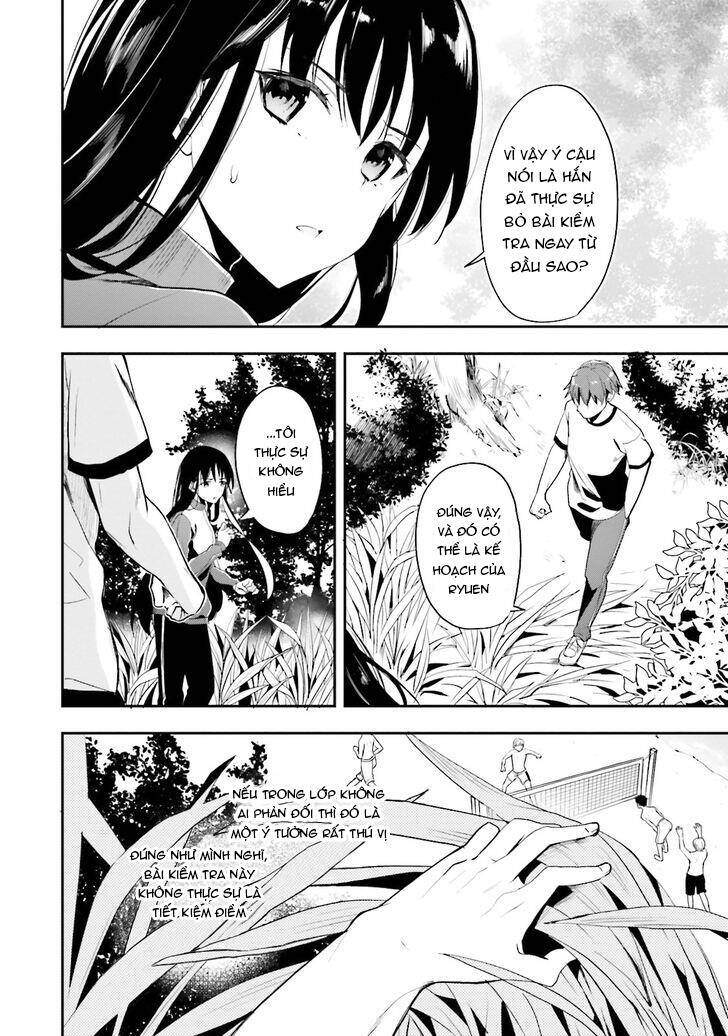 VÌ VẬY Ý CẬU
NÓI LÀ HẮN
ĐÃ THỰC SỰ
BỎ BÀI KIỂM
TRA NGAY TỪ
ĐẦU SAO?
ĐÚNG VẬY,
VÀ ĐÓ CÓ
THỂ LÀ KẾ
HOẠCH CỦA
RYUEN
...TÔI
THỰC SỰ
KHÔNG
HIỂU
NẾU TRONG LỚP KHÔNG
AI PHẢN ĐỐI THÌ ĐÓ LÀ
MỘT Ý TƯỞNG RẤT THÚ VỊ
ĐÚNG NHƯ MÌNH NGHĨ,
BÀI KIỂM TRA NÀY
KHÔNG THỰC SỰ LÀ
TIẾT KIỆM ĐIỂM